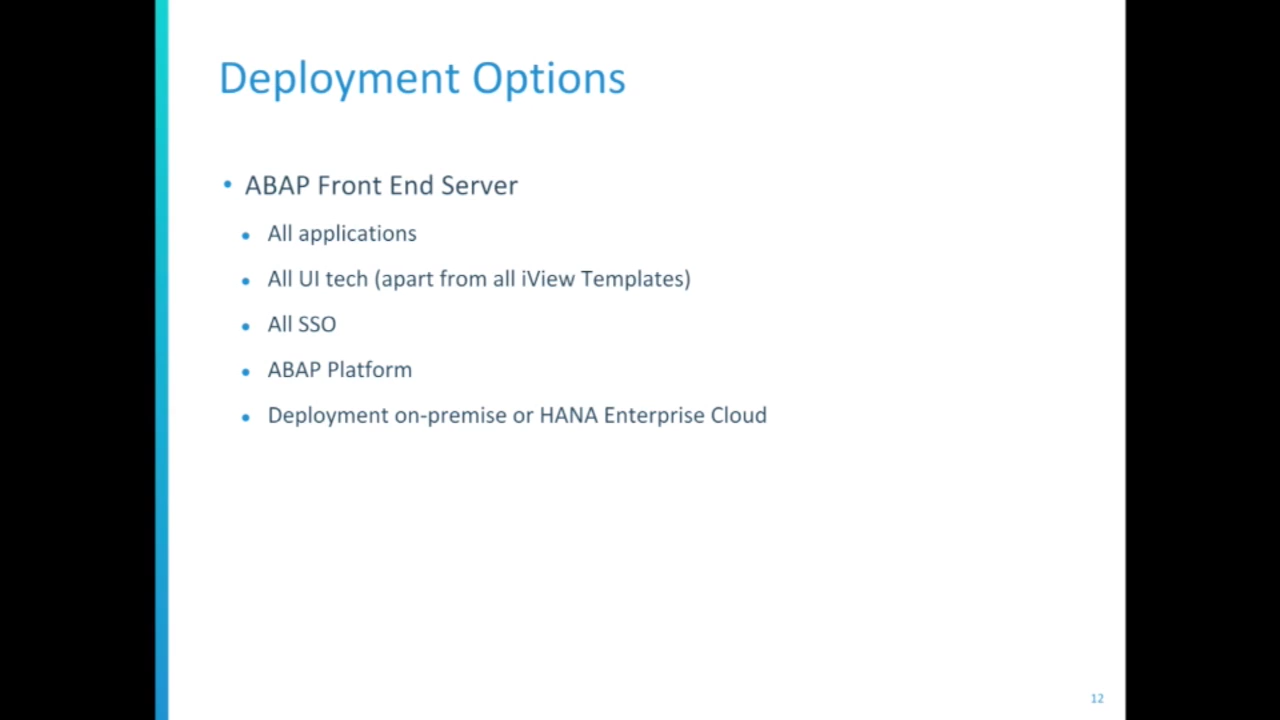 Deployment Options
• ABAP Front End Server
• All applications
• All UI tech (apart from all iView Templates)
• All SSO
• ABAP Platform
• Deployment on-premise or HANA Enterprise Cloud
12